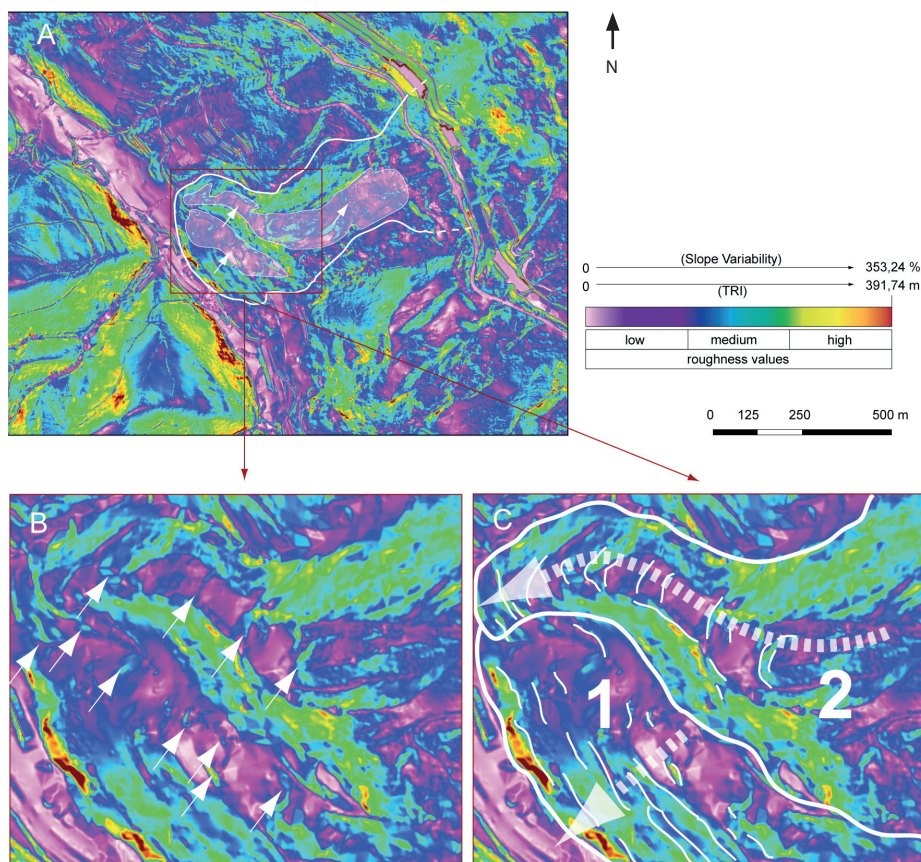 A
N
(Slope Variability)
0 353,24 %
0 391,74 m
(TRI)
low medium high
roughness values
0 125 250 500 m
B
C
1
2